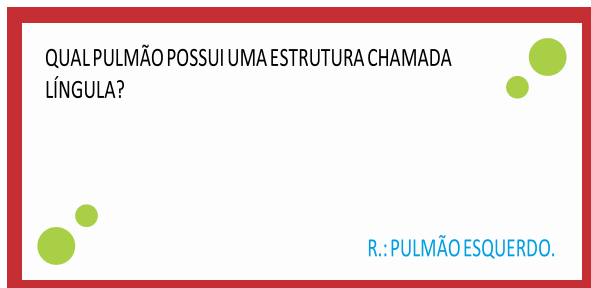 QUAL PULMÃO POSSUI UMA ESTRUTURA CHAMADA
LÍNGULA?
R.: PULMÃO ESQUERDO.